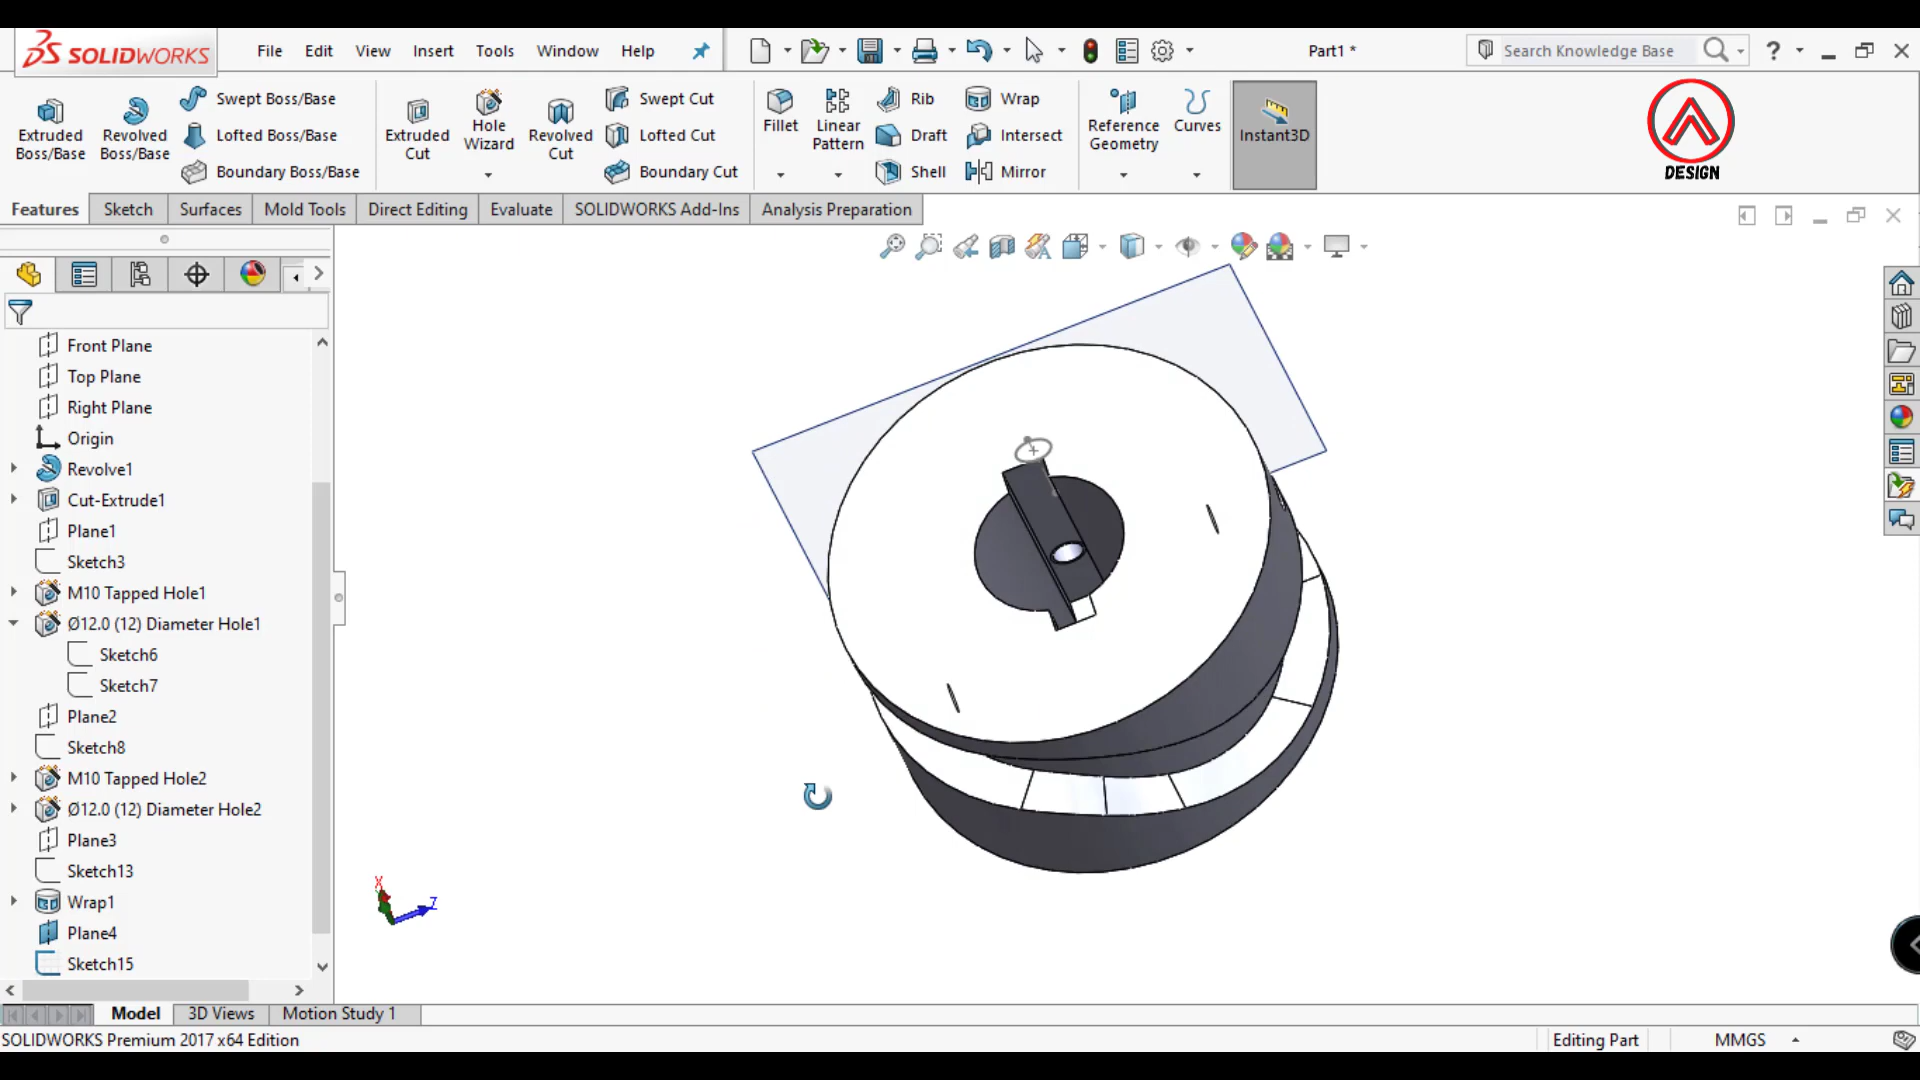 SOLIDWORKS
File Edit View Insert Tools Window Help
Part1 *
Search Knowledge Base
?
Extruded Boss/Base
Revolved Boss/Base
Swept Boss/Base
Lofted Boss/Base
Boundary Boss/Base
Extruded Cut
Hole Wizard
Revolved Cut
Swept Cut
Lofted Cut
Boundary Cut
Fillet
Linear Pattern
Rib
Draft
Shell
Wrap
Intersect
Mirror
Reference Geometry
Curves
Instant3D
DESIGN
Features Sketch Surfaces Mold Tools Direct Editing Evaluate SOLIDWORKS Add-Ins Analysis Preparation
Front Plane
Top Plane
Right Plane
Origin
Revolve1
Cut-Extrude1
Plane1
Sketch3
M10 Tapped Hole1
Ø12.0 (12) Diameter Hole1
Sketch6
Sketch7
Plane2
Sketch8
M10 Tapped Hole2
Ø12.0 (12) Diameter Hole2
Plane3
Sketch13
Wrap1
Plane4
Sketch15
X
Z
Model 3D Views Motion Study 1
SOLIDWORKS Premium 2017 x64 Edition
Editing Part
MMGS